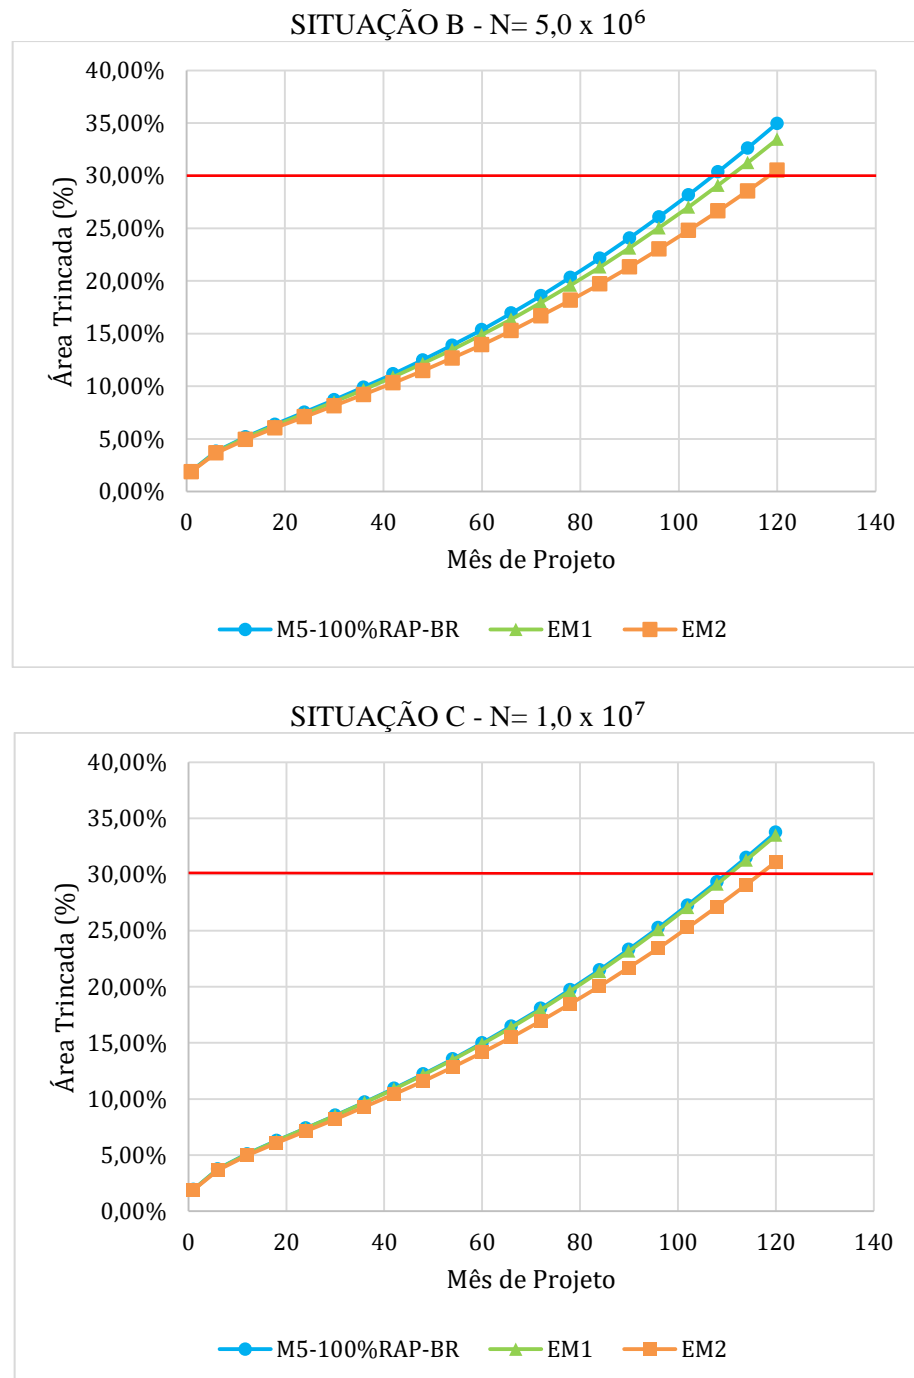 SITUAÇÃO B - N= 5,0 x 10⁶
40,00%
35,00%
30,00%
25,00%
20,00%
15,00%
10,00%
5,00%
0,00%
Área Trincada (%)
0 20 40 60 80 100 120 140
Mês de Projeto
M5-100%RAP-BR EM1 EM2
SITUAÇÃO C - N= 1,0 x 10⁷
40,00%
35,00%
30,00%
25,00%
20,00%
15,00%
10,00%
5,00%
0,00%
Área Trincada (%)
0 20 40 60 80 100 120 140
Mês de Projeto
M5-100%RAP-BR EM1 EM2